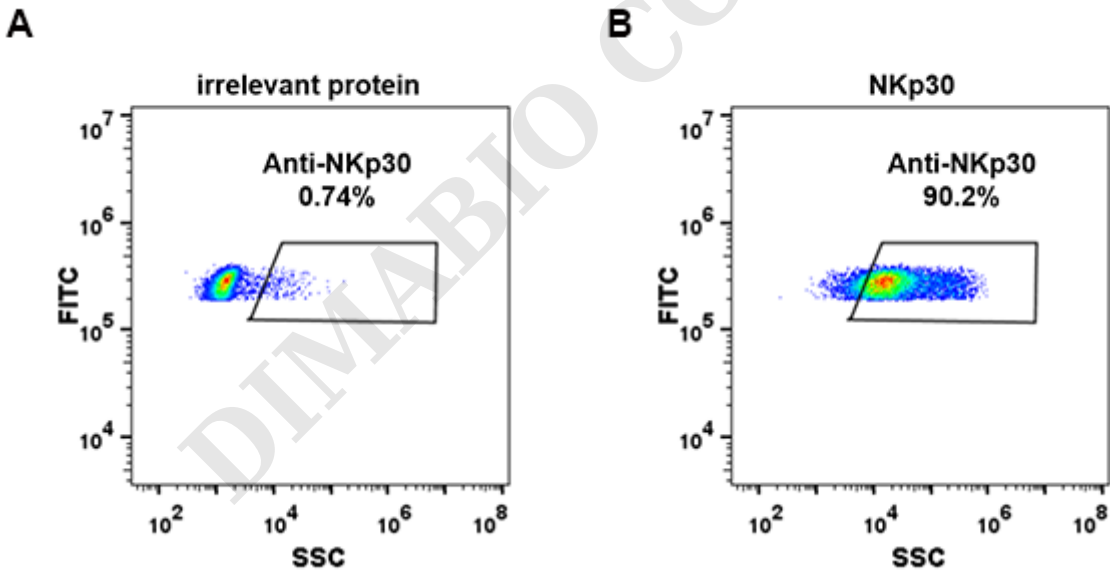 A
irrelevant protein
Anti-NKp30
0.74%
10^7
10^6
10^5
10^4
FITC
10^2 10^4 10^6 10^8
SSC
B
NKp30
Anti-NKp30
90.2%
10^7
10^6
10^5
10^4
FITC
10^2 10^4 10^6 10^8
SSC
DIMABIO CO